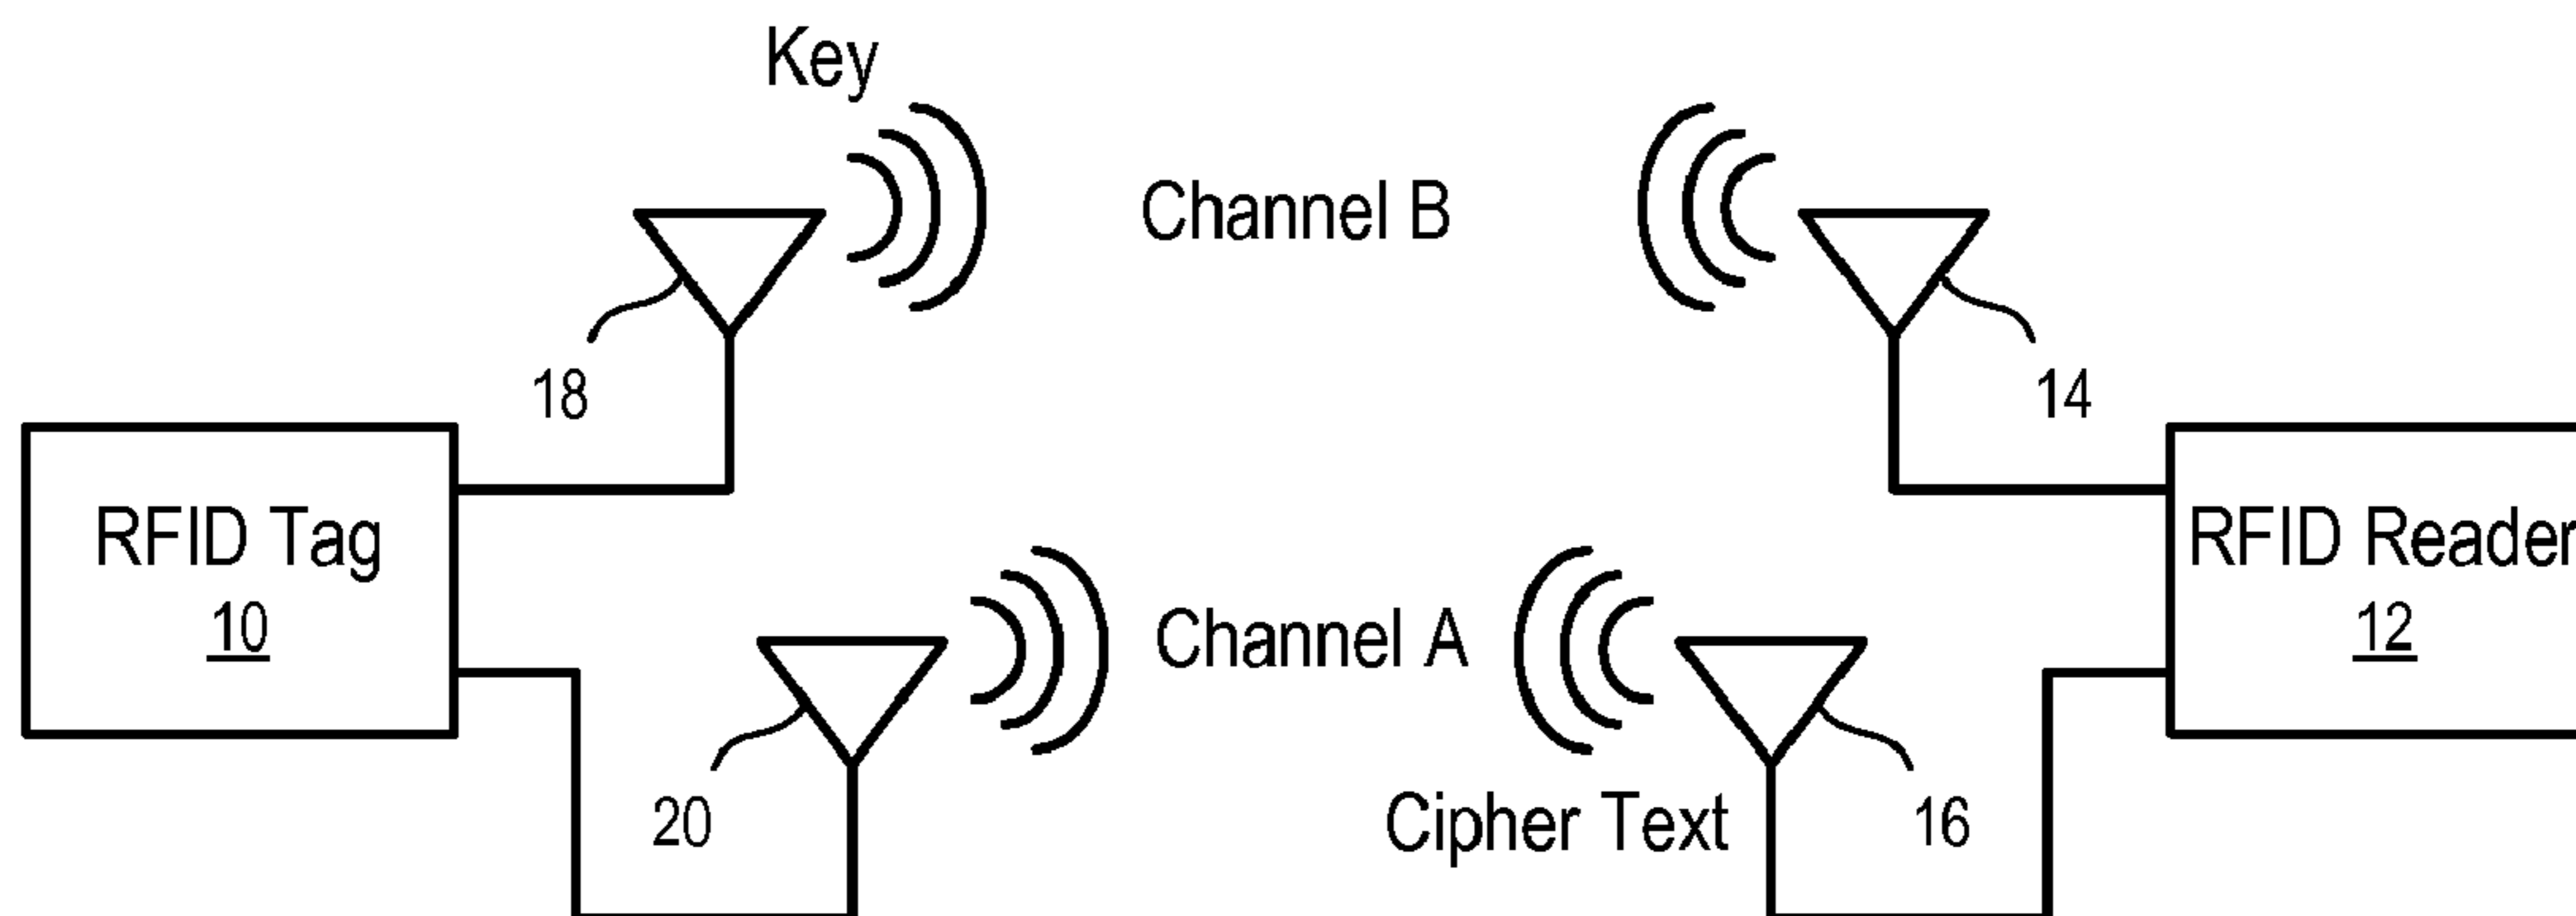 Key
Channel B
18
14
RFID Tag
10
RFID Reader
12
Channel A
20
Cipher Text
16